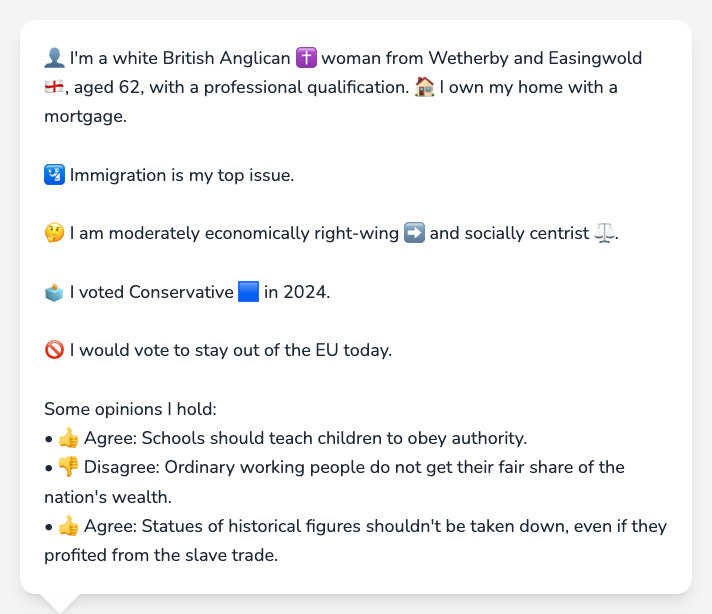 👤 I'm a white British Anglican ✝️ woman from Wetherby and Easingwold
🏴󠁧󠁢󠁥󠁮󠁧󠁿, aged 62, with a professional qualification. 🏠 I own my home with a
mortgage.
🛂 Immigration is my top issue.
🤔 I am moderately economically right-wing ➡️ and socially centrist ⚖️.
🗳️ I voted Conservative 🟦 in 2024.
🚫 I would vote to stay out of the EU today.
Some opinions I hold:
• 👍 Agree: Schools should teach children to obey authority.
• 👎 Disagree: Ordinary working people do not get their fair share of the
nation's wealth.
• 👍 Agree: Statues of historical figures shouldn't be taken down, even if they
profited from the slave trade.